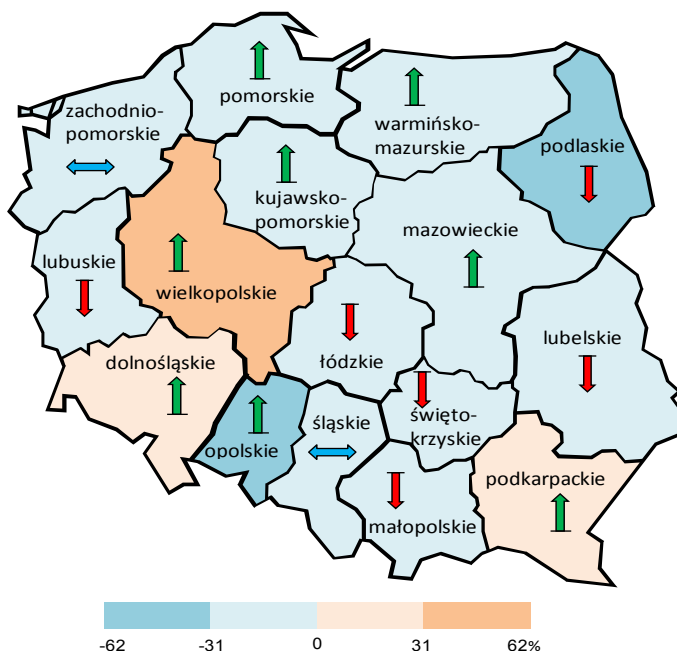 pomorskie
zachodnio-
pomorskie
warmińsko-
mazurskie
podlaskie
kujawsko-
pomorskie
mazowieckie
lubuskie
wielkopolskie
łódzkie
lubelskie
dolnośląskie
śląskie
święto-
krzyskie
opolskie
podkarpackie
małopolskie
-62 -31 0 31 62%